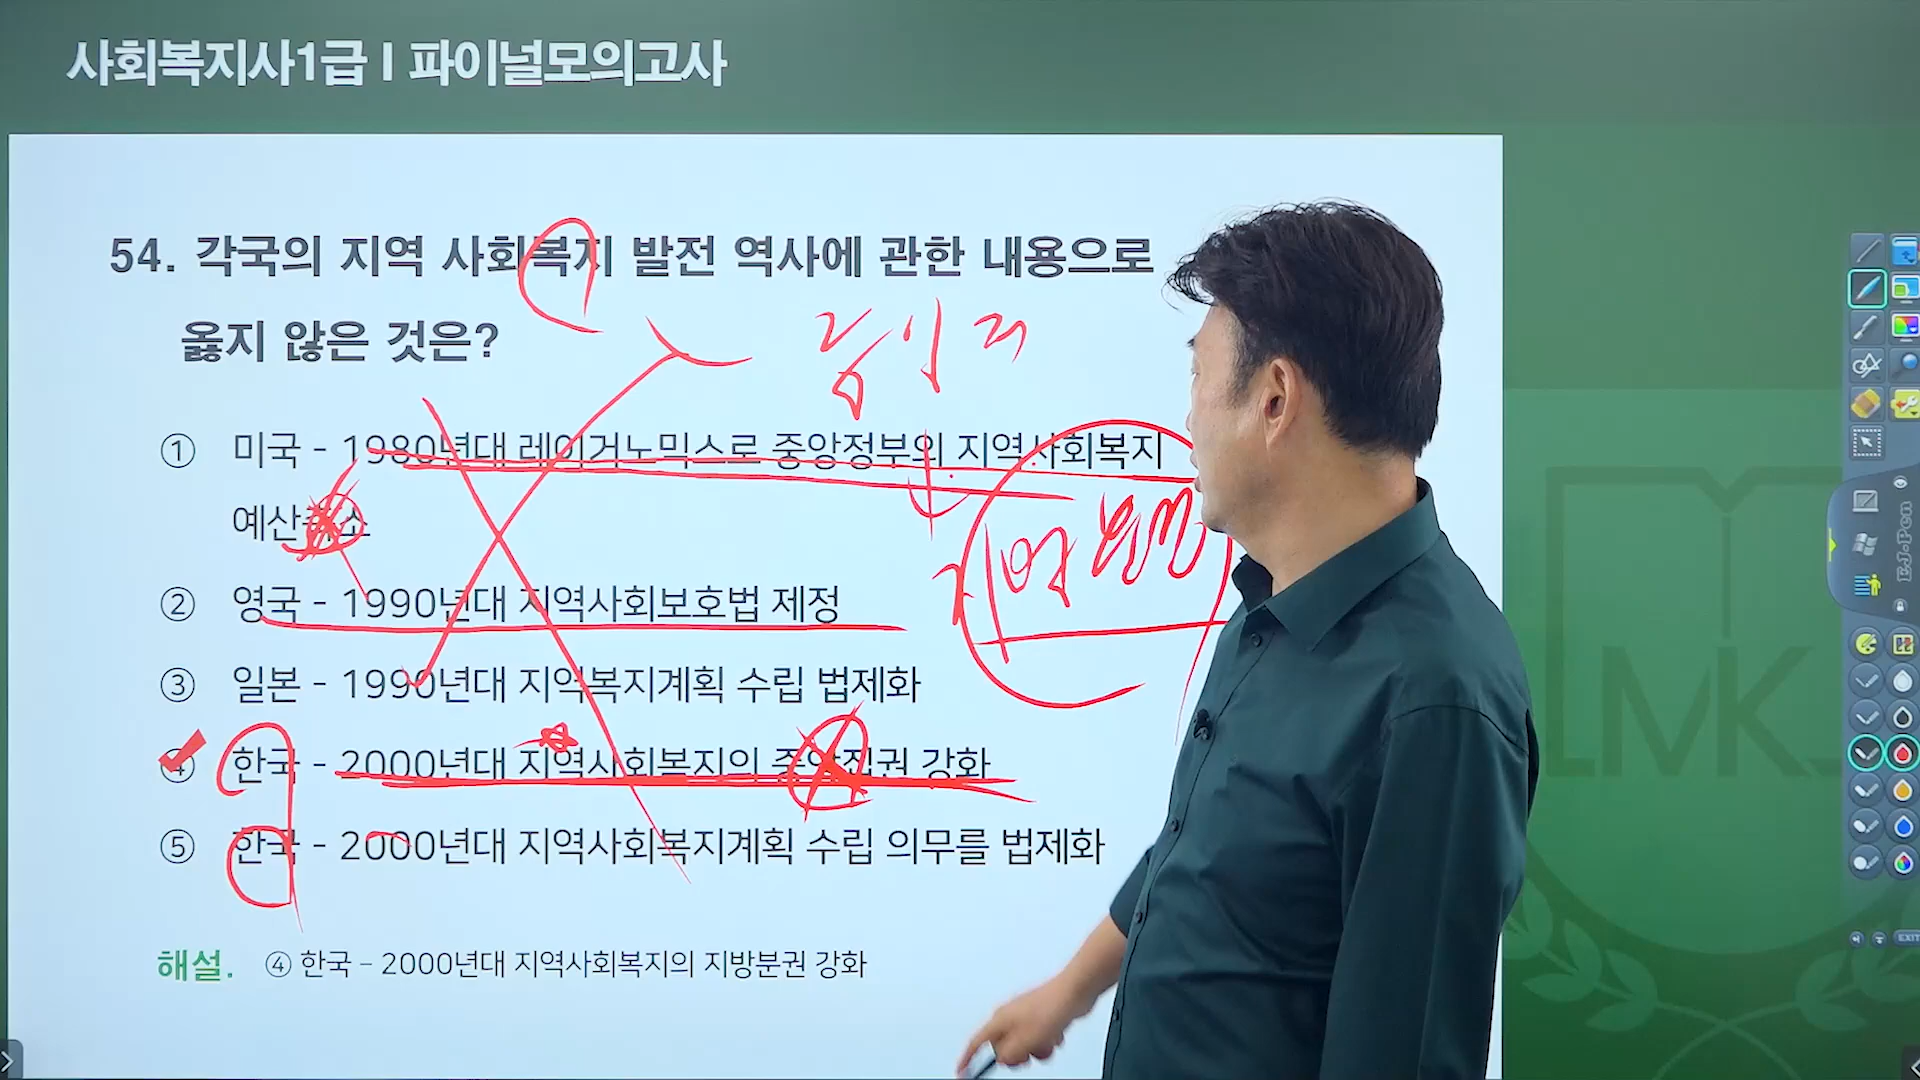 사회복지사1급 | 파이널모의고사
54. 각국의 지역 사회복지 발전 역사에 관한 내용으로
옳지 않은 것은?
① 미국 - 1980년대 레이거노믹스로 중앙정부의 지역사회복지
예산축소
② 영국 - 1990년대 지역사회보호법 제정
③ 일본 - 1990년대 지역복지계획 수립 법제화
④ 한국 - 2000년대 지역사회복지의 중앙집권 강화
⑤ 한국 - 2000년대 지역사회복지계획 수립 의무를 법제화
해설. ④ 한국 - 2000년대 지역사회복지의 지방분권 강화
MK
EJ-Pen
EXIT